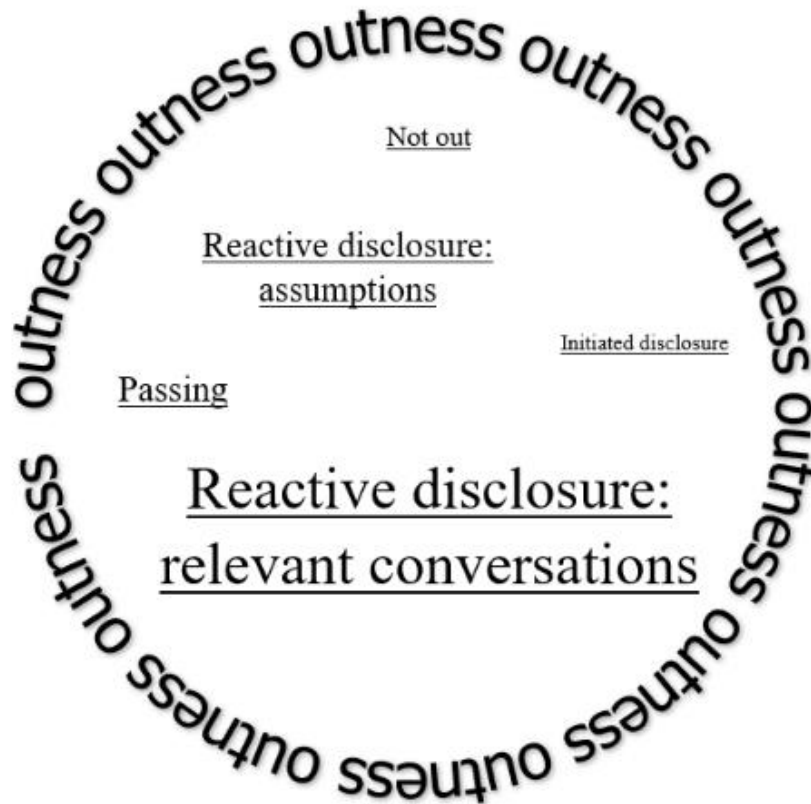 outness outness outness outness outness outness outness outness outness outness
Not out
Reactive disclosure:
assumptions
Initiated disclosure
Passing
Reactive disclosure:
relevant conversations